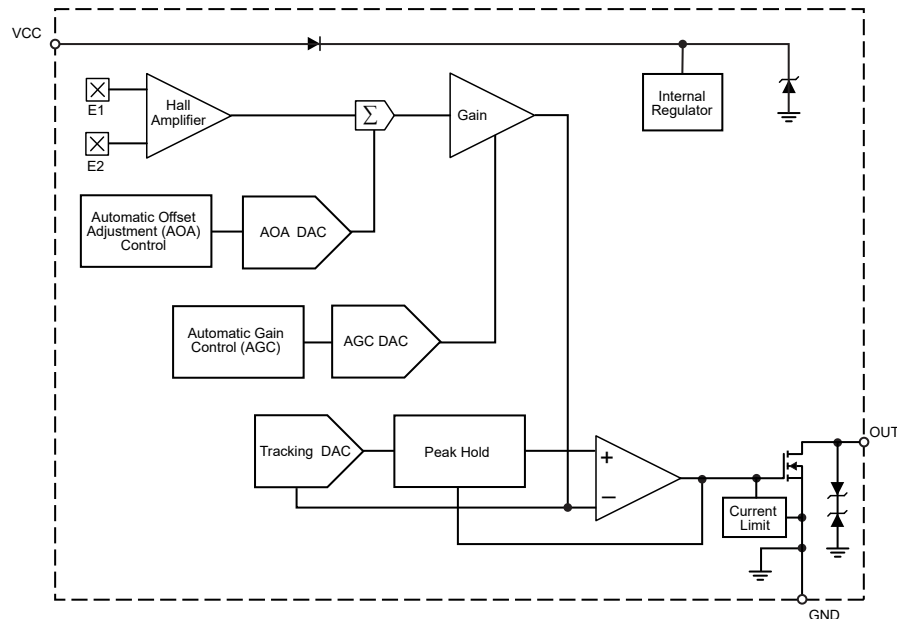 VCC
E1
E2
Hall
Amplifier
Σ
Gain
Internal
Regulator
Automatic Offset
Adjustment (AOA)
Control
AOA DAC
Automatic Gain
Control (AGC)
AGC DAC
Tracking DAC
Peak Hold
+
−
OUT
Current
Limit
GND